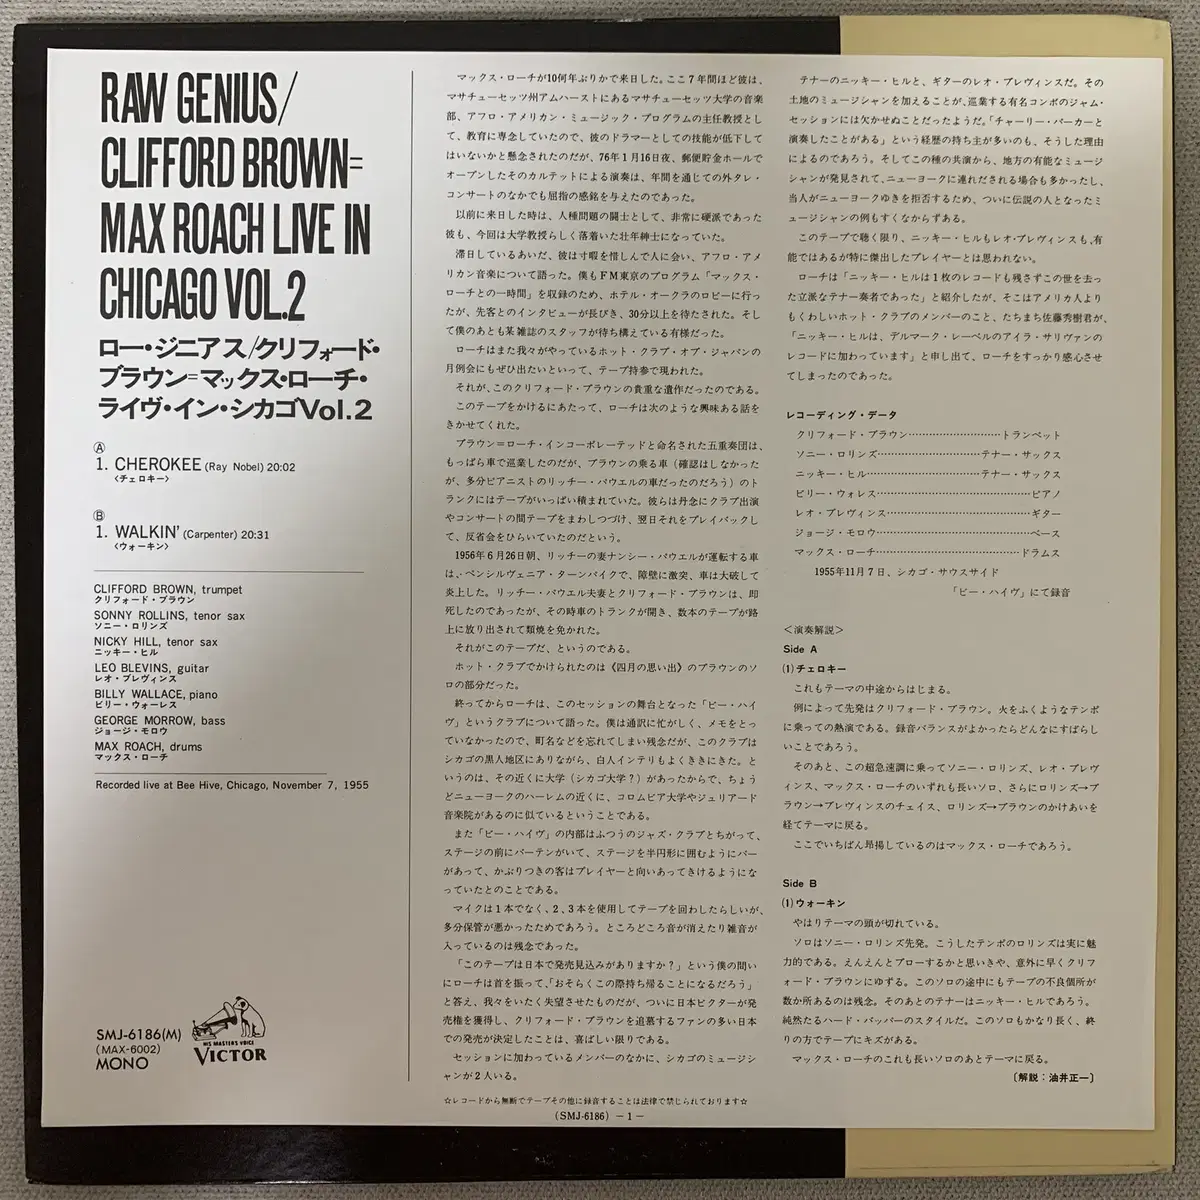 RAW GENIUS/
CLIFFORD BROWN=
MAX ROACH LIVE IN
CHICAGO VOL.2
ロー・ジニアス/クリフォード・
ブラウン=マックス・ローチ・
ライヴ・イン・シカゴVol.2
Ⓐ
1. CHEROKEE (Ray Nobel) 20:02
〈チェロキー〉
Ⓑ
1. WALKIN' (Carpenter) 20:31
〈ウォーキン〉
CLIFFORD BROWN, trumpet
クリフォード・ブラウン
SONNY ROLLINS, tenor sax
ソニー・ロリンズ
NICKY HILL, tenor sax
ニッキー・ヒル
LEO BLEVINS, guitar
レオ・ブレヴィンス
BILLY WALLACE, piano
ビリー・ウォーレス
GEORGE MORROW, bass
ジョージ・モロウ
MAX ROACH, drums
マックス・ローチ
Recorded live at Bee Hive, Chicago, November 7, 1955
SMJ-6186(M)
(MAX-6002)
MONO
HIS MASTERS VOICE
VICTOR
マックス・ローチが10何年ぶりかで来日した。ここ7年間ほど彼は、
マサチューセッツ州アムハーストにあるマサチューセッツ大学の音楽
部、アフロ・アメリカン・ミュージック・プログラムの主任教授とし
て、教育に専念していたので、彼のドラマーとしての技能が低下して
はいないかと懸念されたのだが、76年1月16日夜、郵便貯金ホールで
オープンしたそのカルテットによる演奏は、年間を通じての外タレ・
コンサートのなかでも屈指の感銘を与えたのであった。
以前に来日した時は、人種問題の闘士として、非常に硬派であった
彼も、今回は大学教授らしく落着いた壮年紳士になっていた。
滞日しているあいだ、彼は寸暇を惜しんで人に会い、アフロ・アメ
リカン音楽について語った。僕もFM東京のプログラム「マックス・
ローチとの一時間」を収録のため、ホテル・オークラのロビーに行っ
たが、先客とのインタビューが長びき、30分以上を待たされた。そし
て僕のあとも某雑誌のスタッフが待ち構えている有様だった。
ローチはまた我々がやっているホット・クラブ・オブ・ジャパンの
月例会にもぜひ出たいといって、テープ持参で現われた。
それが、このクリフォード・ブラウンの貴重な遺作だったのである。
このテープをかけるにあたって、ローチは次のような興味ある話を
きかせてくれた。
ブラウン=ローチ・インコーポレーテッドと命名された五重奏団は、
もっぱら車で巡業したのだが、ブラウンの乗る車（確認はしなかった
が、多分ピアニストのリッチー・パウエルの車だったのだろう）のト
ランクにはテープがいっぱい積まれていた。彼らは丹念にクラブ出演
やコンサートの間テープをまわしつづけ、翌日それをプレイバックし
て、反省会をひらいていたのだという。
1956年6月26日朝、リッチーの妻ナンシー・パウエルが運転する車
は、ペンシルヴェニア・ターンパイクで、障壁に激突、車は大破して
炎上した。リッチー・パウエル夫妻とクリフォード・ブラウンは、即
死したのであったが、その時車のトランクが開き、数本のテープが路
上に放り出されて類焼を免かれた。
それがこのテープだ、というのである。
ホット・クラブでかけられたのは《四月の思い出》のブラウンのソ
ロの部分だった。
終ってからローチは、このセッションの舞台となった「ビー・ハイ
ヴ」というクラブについて語った。僕は通訳に忙がしく、メモをとっ
ていなかったので、町名などを忘れてしまい残念だが、このクラブは
シカゴの黒人地区にありながら、白人インテリもよくききにきた。と
いうのは、その近くに大学（シカゴ大学?）があったからで、ちょう
どニューヨークのハーレムの近くに、コロムビア大学やジュリアード
音楽院があるのに似ているということである。
また「ビー・ハイヴ」の内部はふつうのジャズ・クラブとちがって、
ステージの前にバーテンがいて、ステージを半円形に囲むようにバー
があって、かぶりつきの客はプレイヤーと向いあってきけるようにな
っていたとのことである。
マイクは1本でなく、2、3本を使用してテープを回わしたらしいが、
多分保管が悪かったためであろう。ところどころ音が消えたり雑音が
入っているのは残念であった。
「このテープは日本で発売見込みがありますか?」という僕の問い
にローチは首を振って、「おそらくこの際持ち帰ることになるだろう」
と答え、我々をいたく失望させたものだが、ついに日本ビクターが発
売権を獲得し、クリフォード・ブラウンを追慕するファンの多い日本
での発売が決定したことは、喜ばしい限りである。
セッションに加わっているメンバーのなかに、シカゴのミュージシ
ャンが2人いる。
テナーのニッキー・ヒルと、ギターのレオ・ブレヴィンスだ。その
土地のミュージシャンを加えることが、巡業する有名コンボのジャム・
セッションには欠かせぬことだったようだ。「チャーリー・パーカーと
演奏したことがある」という経歴の持ち主が多いのも、そうした理由
によるのであろう。そしてこの種の共演から、地方の有能なミュージ
シャンが発見されて、ニューヨークに連れだされる場合も多かったし、
当人がニューヨークゆきを拒否するため、ついに伝説の人となったミ
ュージシャンの例もすくなからずある。
このテープで聴く限り、ニッキー・ヒルもレオ・ブレヴィンスも、有
能ではあるが特に傑出したプレイヤーとは思われない。
ローチは「ニッキー・ヒルは1枚のレコードも残さずこの世を去っ
た立派なテナー奏者であった」と紹介したが、そこはアメリカ人より
もくわしいホット・クラブのメンバーのこと、たちまち佐藤秀樹君が、
「ニッキー・ヒルは、デルマーク・レーベルのアイラ・サリヴァンの
レコードに加わっています」と申し出て、ローチをすっかり感心させ
てしまったのであった。
レコーディング・データ
クリフォード・ブラウン…………………………トランペット
ソニー・ロリンズ……………………………テナー・サックス
ニッキー・ヒル………………………………テナー・サックス
ビリー・ウォレス………………………………………ピアノ
レオ・ブレヴィンス……………………………………ギター
ジョージ・モロウ………………………………………ベース
マックス・ローチ……………………………………ドラムス
1955年11月7日、シカゴ・サウスサイド
「ビー・ハイヴ」にて録音
〈演奏解説〉
Side A
(1)チェロキー
これもテーマの中途からはじまる。
例によって先発はクリフォード・ブラウン。火をふくようなテンポ
に乗っての熱演である。録音バランスがよかったらどんなにすばらし
いことであろう。
そのあと、この超急速調に乗ってソニー・ロリンズ、レオ・ブレヴ
ィンス、マックス・ローチのいずれも長いソロ、さらにロリンズ→ブ
ラウン→ブレヴィンスのチェイス、ロリンズ→ブラウンのかけあいを
経てテーマに戻る。
ここでいちばん昂揚しているのはマックス・ローチであろう。
Side B
(1)ウォーキン
やはりテーマの頭が切れている。
ソロはソニー・ロリンズ先発。こうしたテンポのロリンズは実に魅
力的である。えんえんとブローするかと思いきや、意外に早くクリフ
ォード・ブラウンにゆずる。このソロの途中にもテープの不良個所が
数か所あるのは残念。そのあとのテナーはニッキー・ヒルであろう。
純然たるハード・バッパーのスタイルだ。このソロもかなり長く、終
りの方でテープにキズがある。
マックス・ローチのこれも長いソロのあとテーマに戻る。
〔解説：油井正一〕
☆レコードから無断でテープその他に録音することは法律で禁じられております☆
(SMJ-6186) －1－